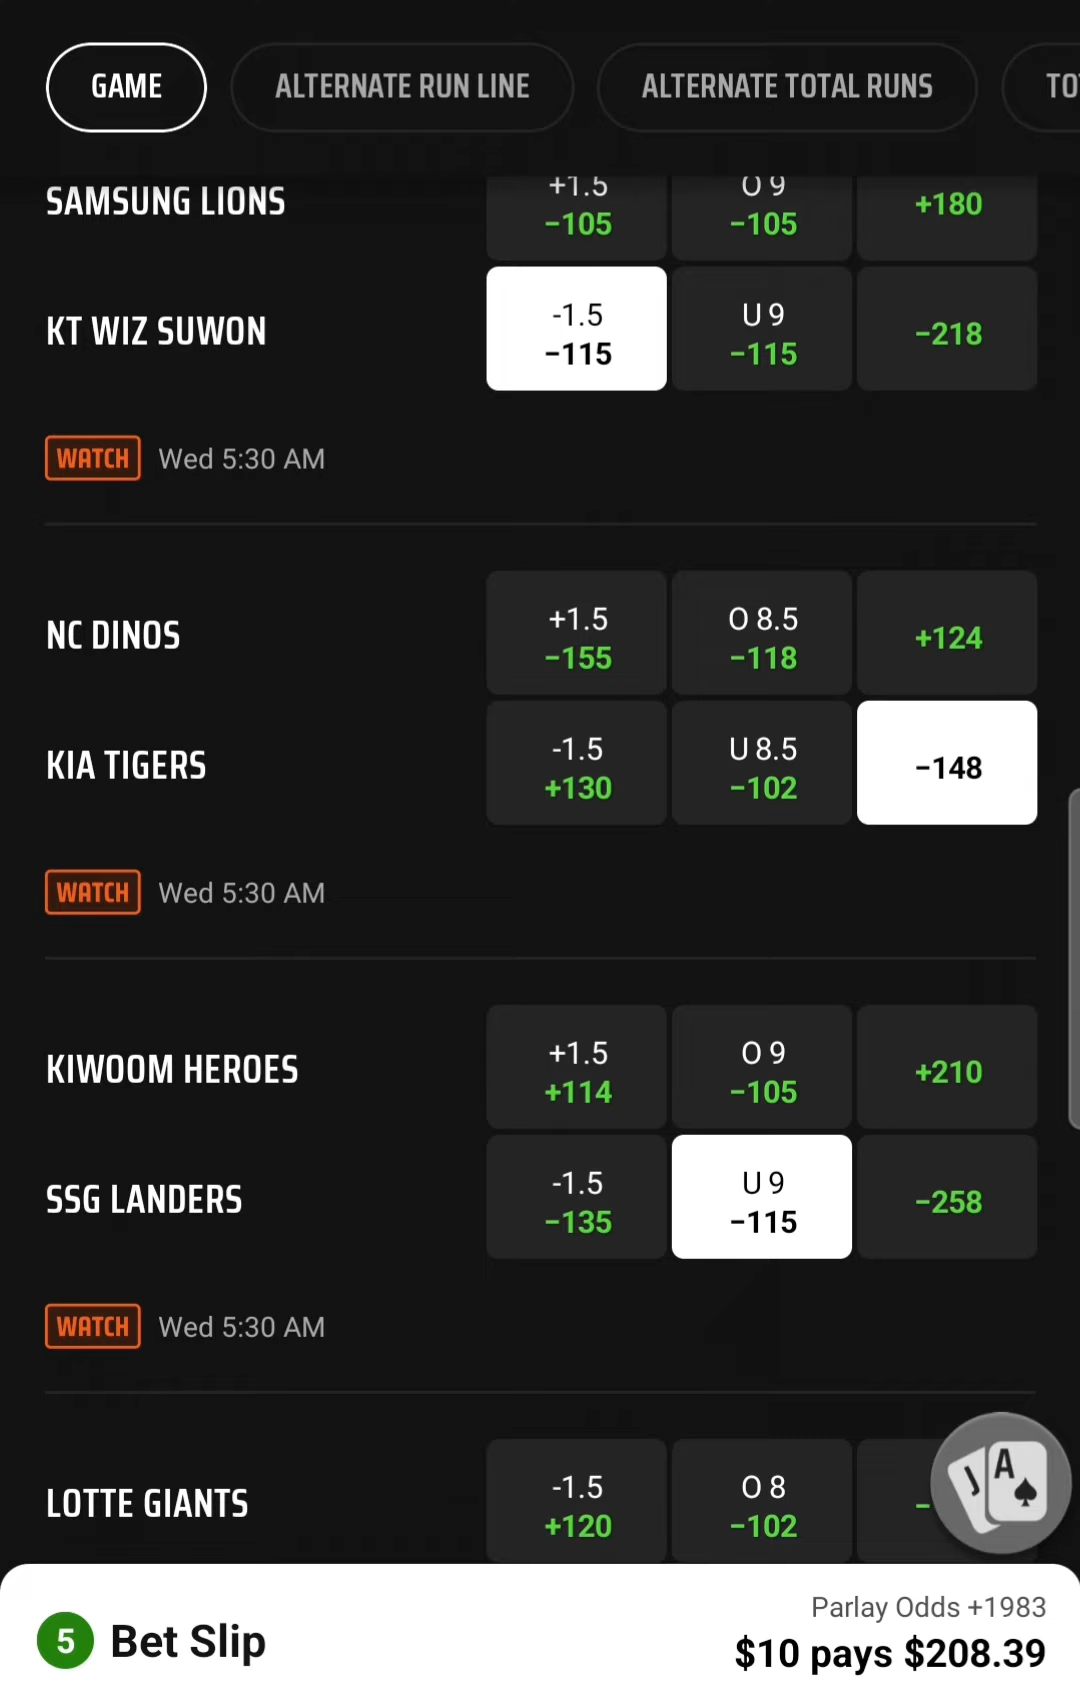 GAME
ALTERNATE RUN LINE
ALTERNATE TOTAL RUNS
TO
SAMSUNG LIONS
+1.5
−105
O 9
−105
+180
KT WIZ SUWON
-1.5
−115
U 9
−115
−218
WATCH
Wed 5:30 AM
NC DINOS
+1.5
−155
O 8.5
−118
+124
KIA TIGERS
-1.5
+130
U 8.5
−102
−148
WATCH
Wed 5:30 AM
KIWOOM HEROES
+1.5
+114
O 9
−105
+210
SSG LANDERS
-1.5
−135
U 9
−115
−258
WATCH
Wed 5:30 AM
LOTTE GIANTS
-1.5
+120
O 8
−102
−
J A
5 Bet Slip
Parlay Odds +1983
$10 pays $208.39